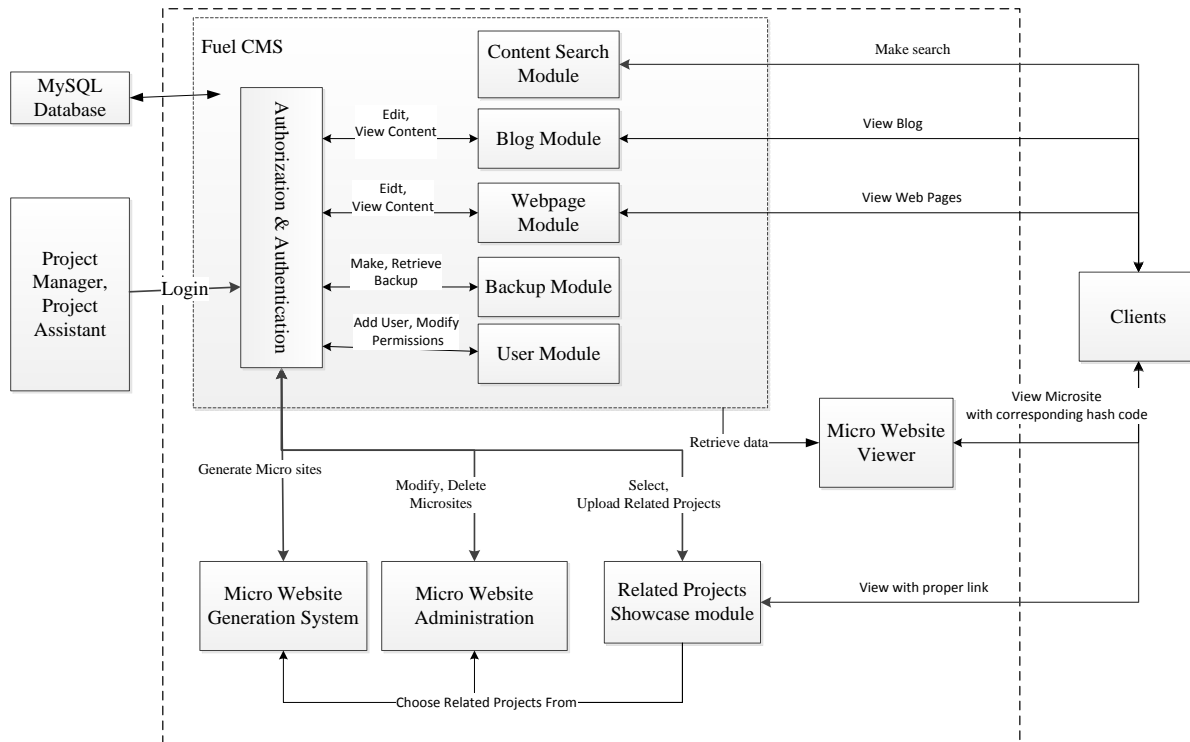 Fuel CMS
Content Search
Module
Make search
MySQL
Database
Authorization & Authentication
Edit,
View Content
Blog Module
View Blog
Eidt,
View Content
Webpage
Module
View Web Pages
Project
Manager,
Project
Assistant
Login
Make, Retrieve
Backup
Backup Module
Clients
Add User, Modify
Permissions
User Module
View Microsite
with corresponding hash code
Retrieve data
Micro Website
Viewer
Generate Micro sites
Modify, Delete
Microsites
Select,
Upload Related Projects
Micro Website
Generation System
Micro Website
Administration
Related Projects
Showcase module
View with proper link
Choose Related Projects From